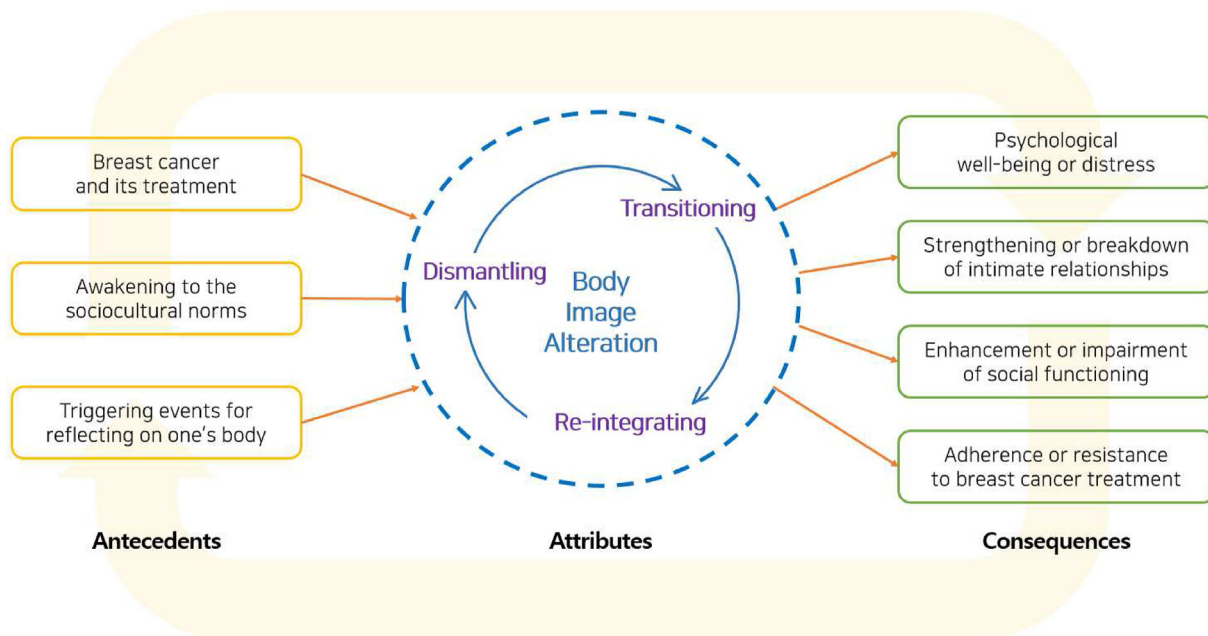 Breast cancer
and its treatment
Awakening to the
sociocultural norms
Triggering events for
reflecting on one's body
Antecedents
Transitioning
Dismantling
Body
Image
Alteration
Re-integrating
Attributes
Psychological
well-being or distress
Strengthening or breakdown
of intimate relationships
Enhancement or impairment
of social functioning
Adherence or resistance
to breast cancer treatment
Consequences